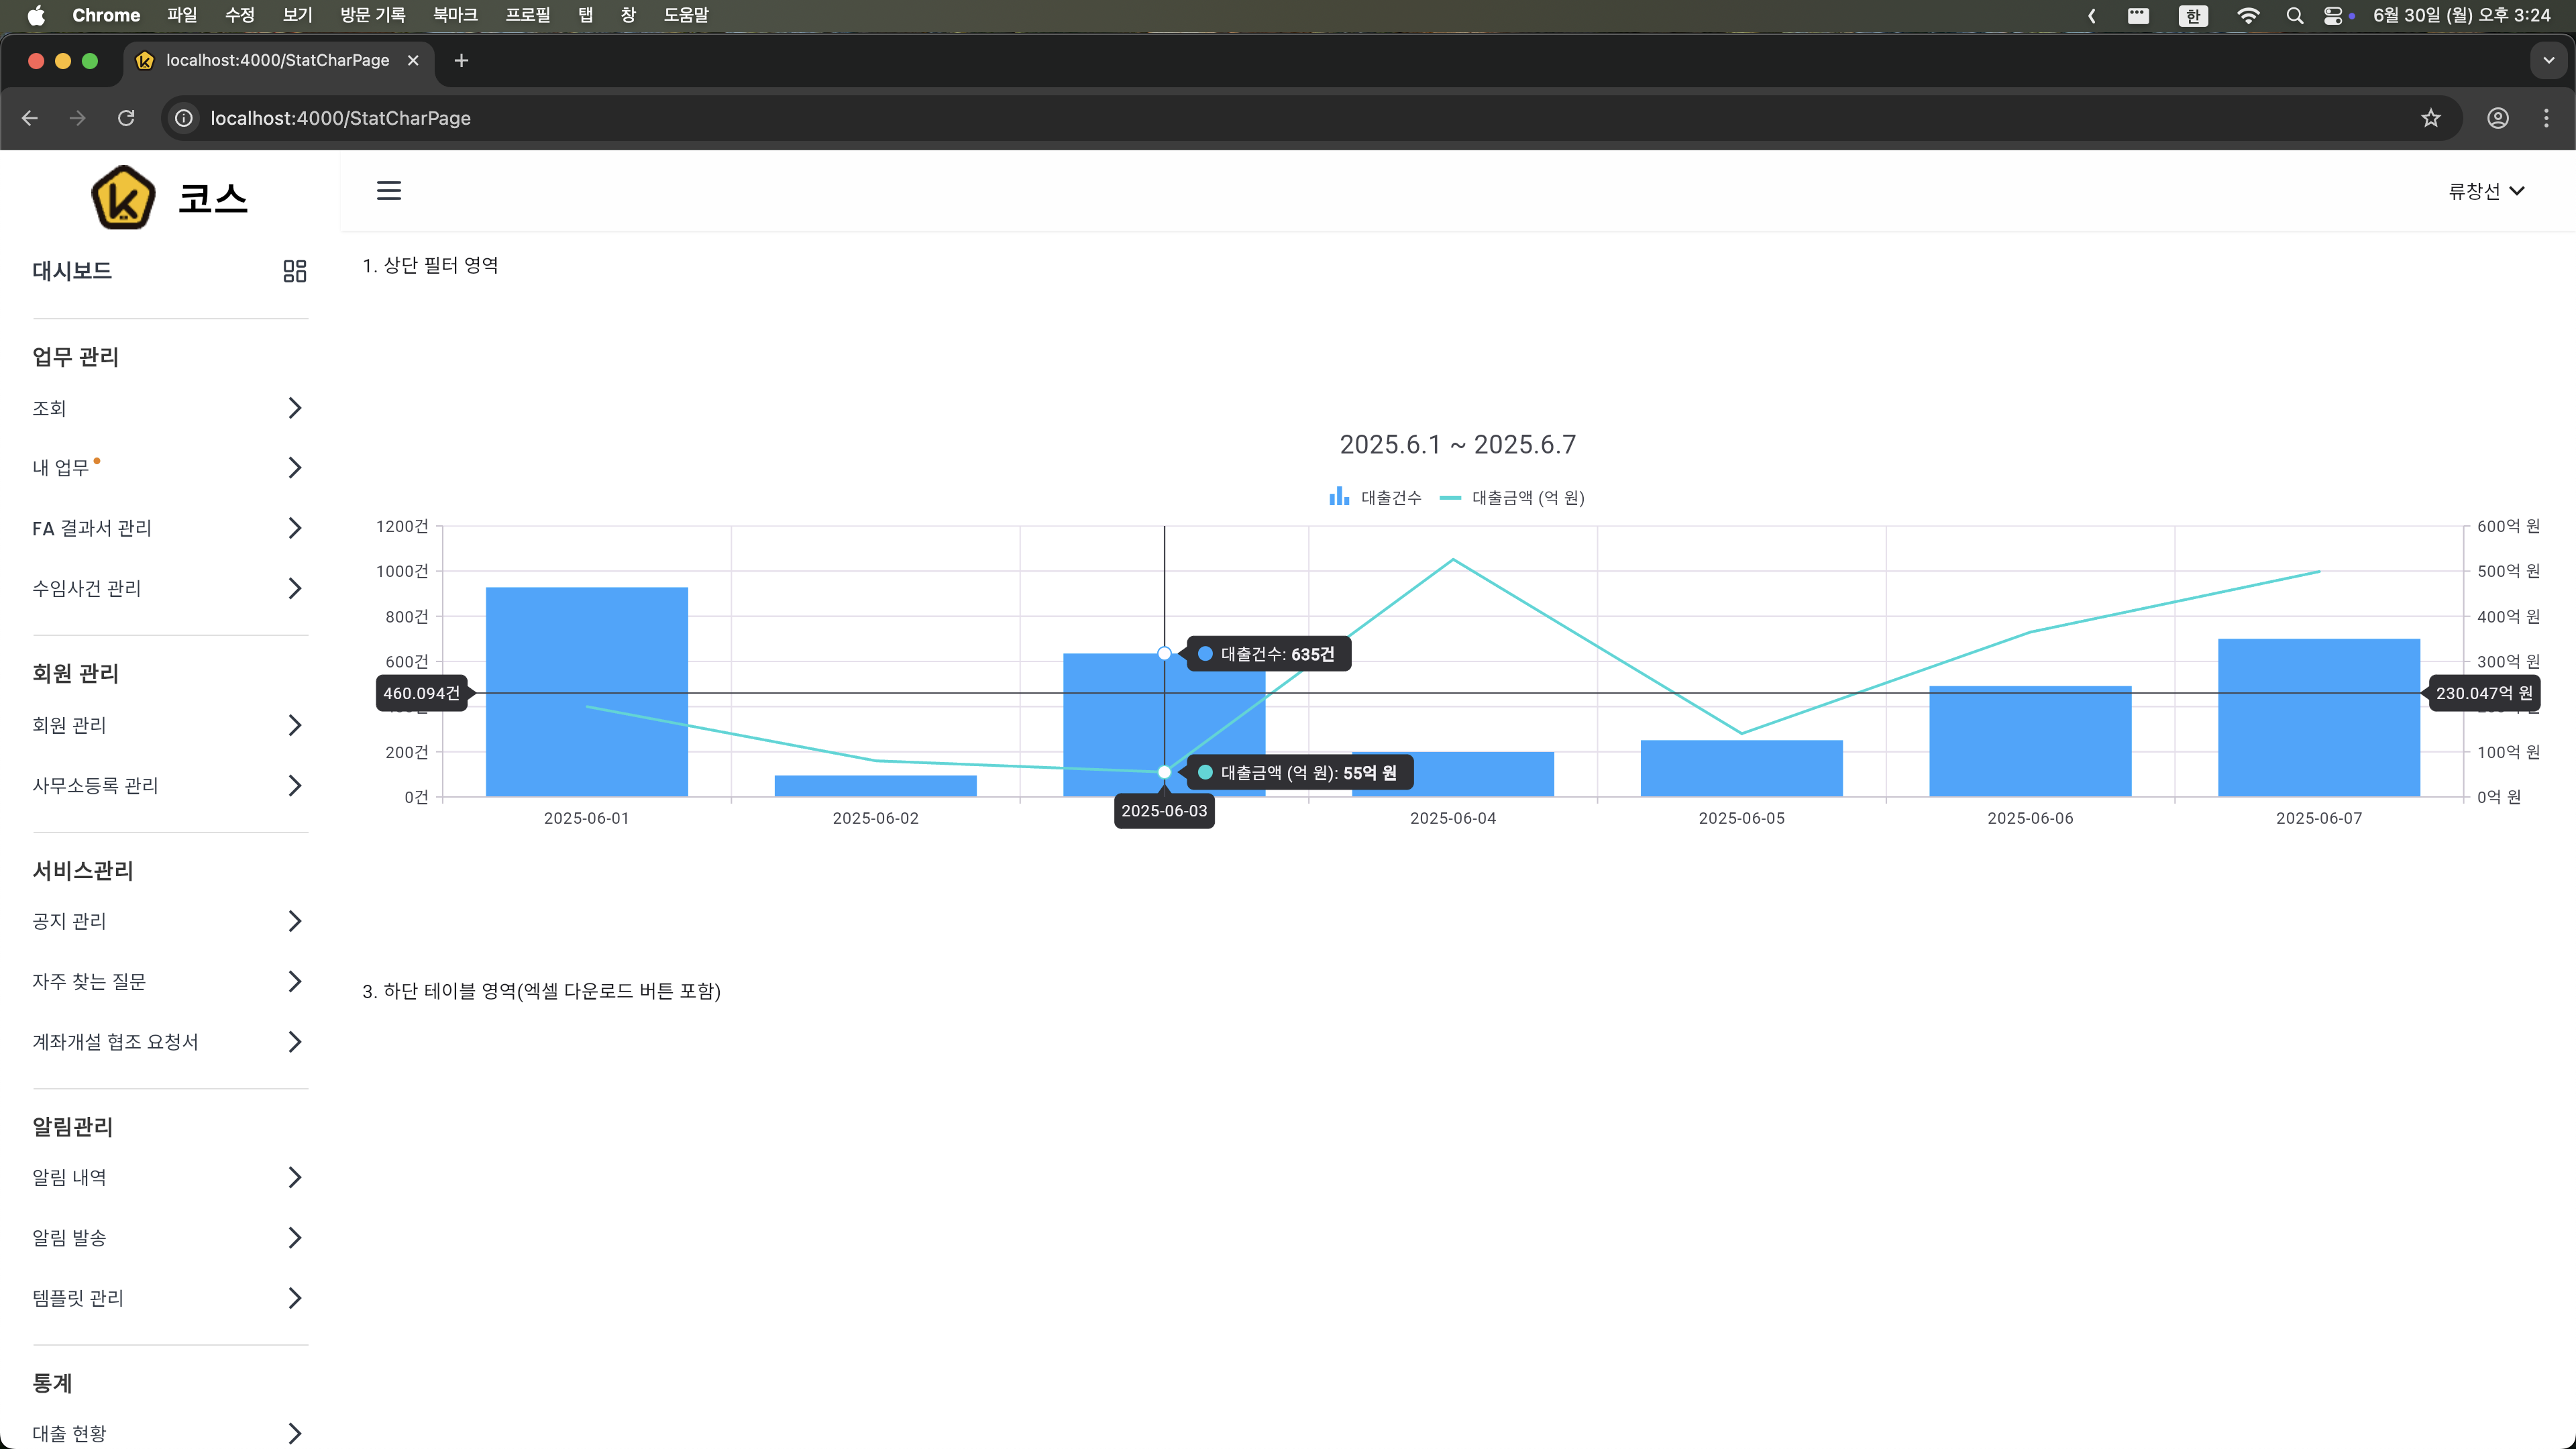 Chrome 파일 수정 보기 방문 기록 북마크 프로필 탭 창 도움말 한 6월 30일 (월) 오후 3:24
localhost:4000/StatCharPage
localhost:4000/StatCharPage
코스
류창선
대시보드
업무 관리
조회
내 업무
FA 결과서 관리
수임사건 관리
회원 관리
회원 관리
사무소등록 관리
서비스관리
공지 관리
자주 찾는 질문
계좌개설 협조 요청서
알림관리
알림 내역
알림 발송
템플릿 관리
통계
대출 현황
1. 상단 필터 영역
2025.6.1 ~ 2025.6.7
대출건수 대출금액 (억 원)
1200건 600억 원
1000건 500억 원
800건 400억 원
대출건수: 635건
600건 300억 원
460.094건 230.047억 원
200건 100억 원
대출금액 (억 원): 55억 원
0건 0억 원
2025-06-01 2025-06-02 2025-06-03 2025-06-04 2025-06-05 2025-06-06 2025-06-07
3. 하단 테이블 영역(엑셀 다운로드 버튼 포함)